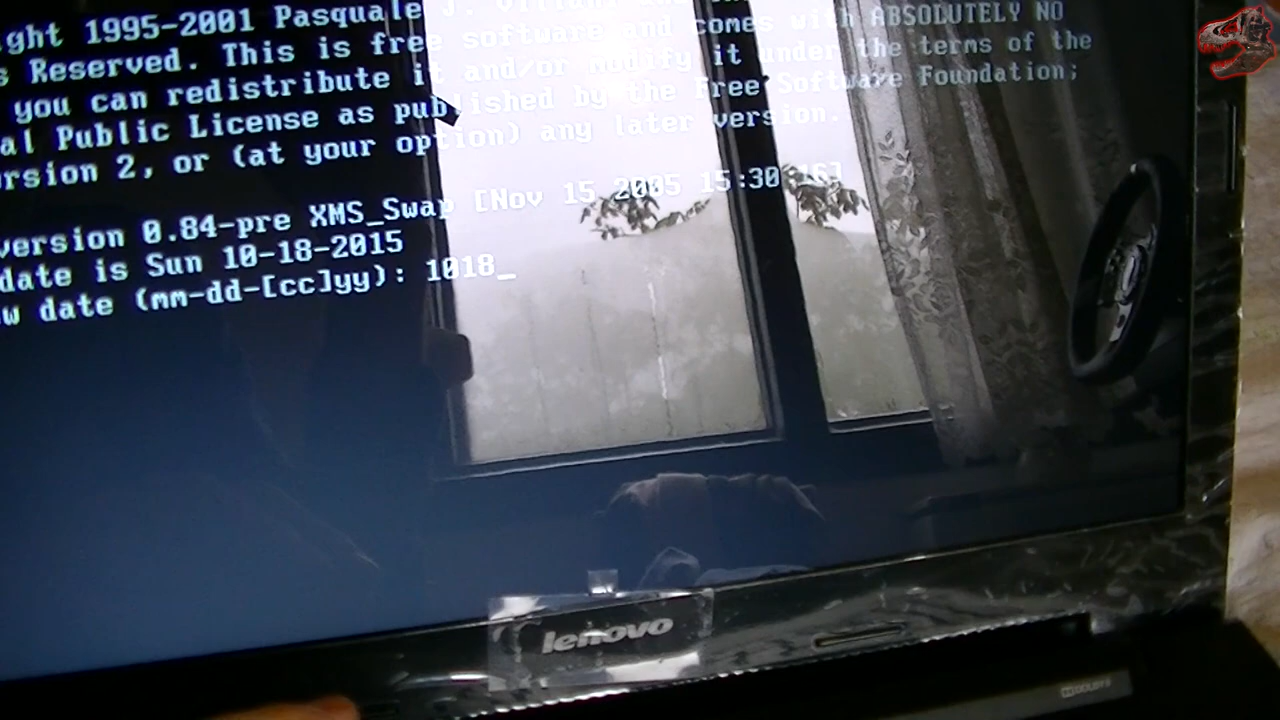 ght 1995-2001 Pasquale J. Villani
s Reserved. This is free software and comes with ABSOLUTELY NO
you can redistribute it and/or modify it under the terms of the
al Public License as published by the Free Software Foundation;
rsion 2, or (at your option) any later version.
version 0.84-pre XMS_Swap [Nov 15 2005 15:30:16]
date is Sun 10-18-2015
w date (mm-dd-[cc]yy): 1018_
lenovo
DOLBY